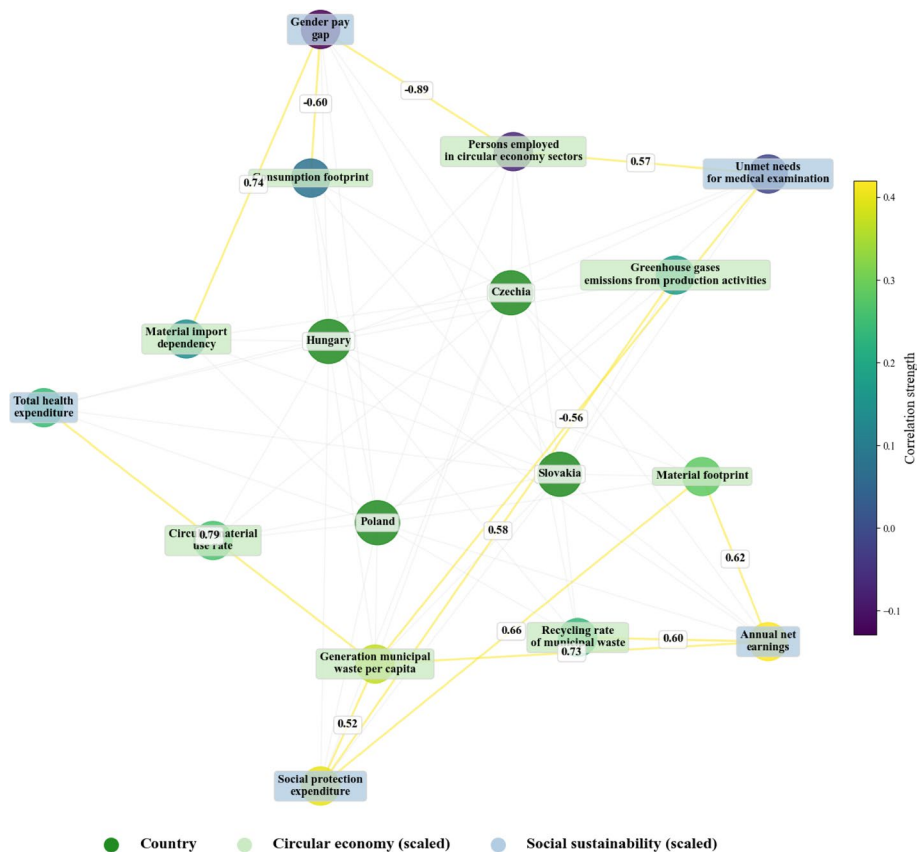 Gender pay
gap
-0.89
-0.60
Persons employed
in circular economy sectors
0.57
Unmet needs
for medical examination
0.74
Consumption footprint
0.4
Greenhouse gases
emissions from production activities
Czechia
0.3
Material import
dependency
Hungary
0.2
Total health
expenditure
-0.56
Correlation strength
0.1
Slovakia
Material footprint
Poland
0.58
0.0
Circular material
use rate
0.79
0.62
-0.1
0.66
Recycling rate
of municipal waste
0.60
0.73
Annual net
earnings
Generation municipal
waste per capita
0.52
Social protection
expenditure
Country
Circular economy (scaled)
Social sustainability (scaled)